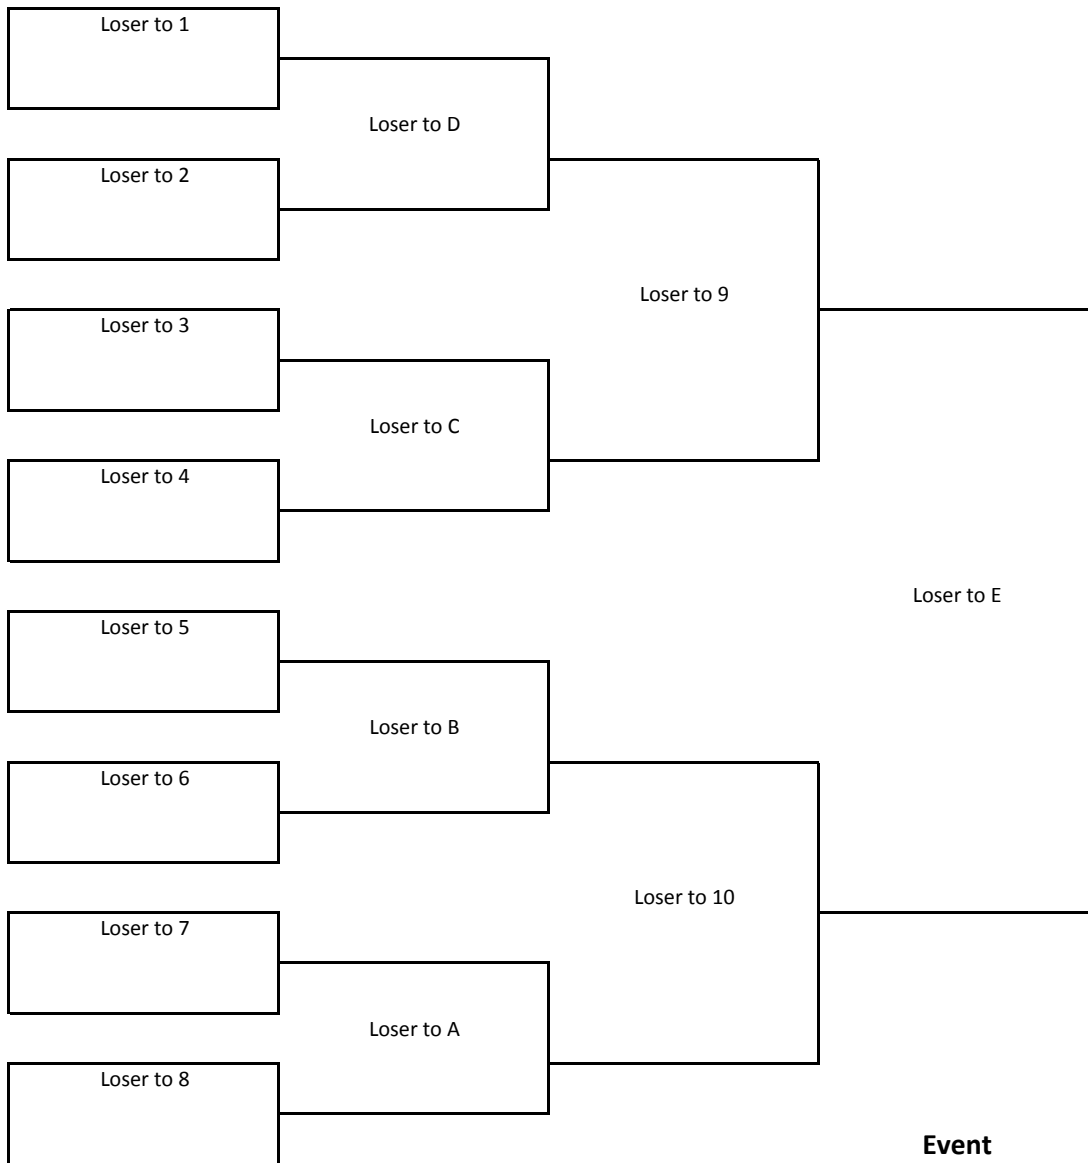 Loser to 1
Loser to D
Loser to 2
Loser to 9
Loser to 3
Loser to C
Loser to 4
Loser to E
Loser to 5
Loser to B
Loser to 6
Loser to 10
Loser to 7
Loser to A
Loser to 8
Event